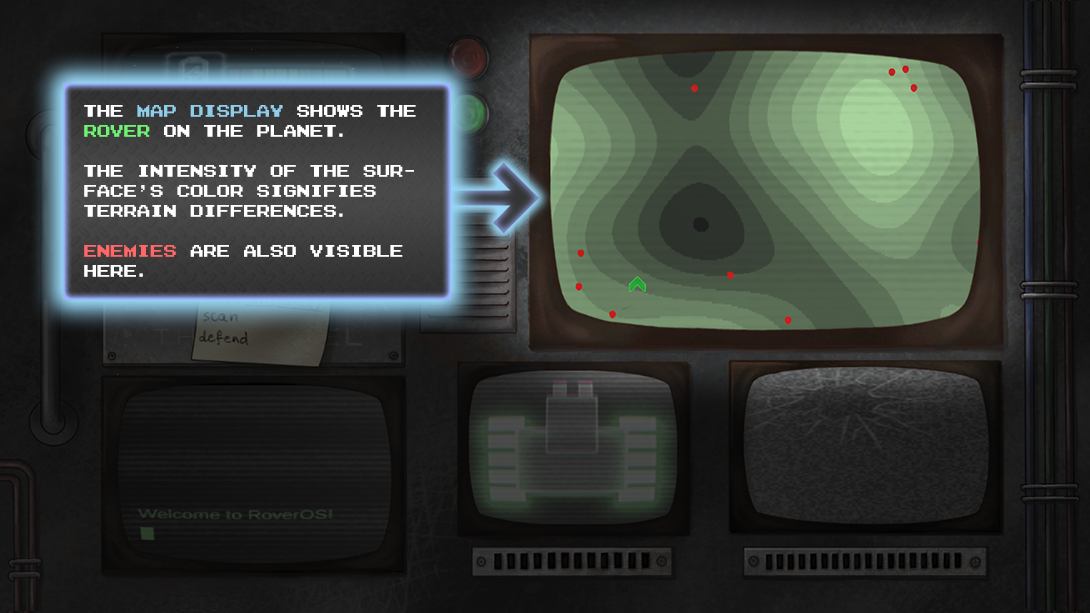 THE MAP DISPLAY SHOWS THE
ROVER ON THE PLANET.
THE INTENSITY OF THE SUR-
FACE'S COLOR SIGNIFIES
TERRAIN DIFFERENCES.
ENEMIES ARE ALSO VISIBLE
HERE.
scan
defend
Welcome to RoverOS!